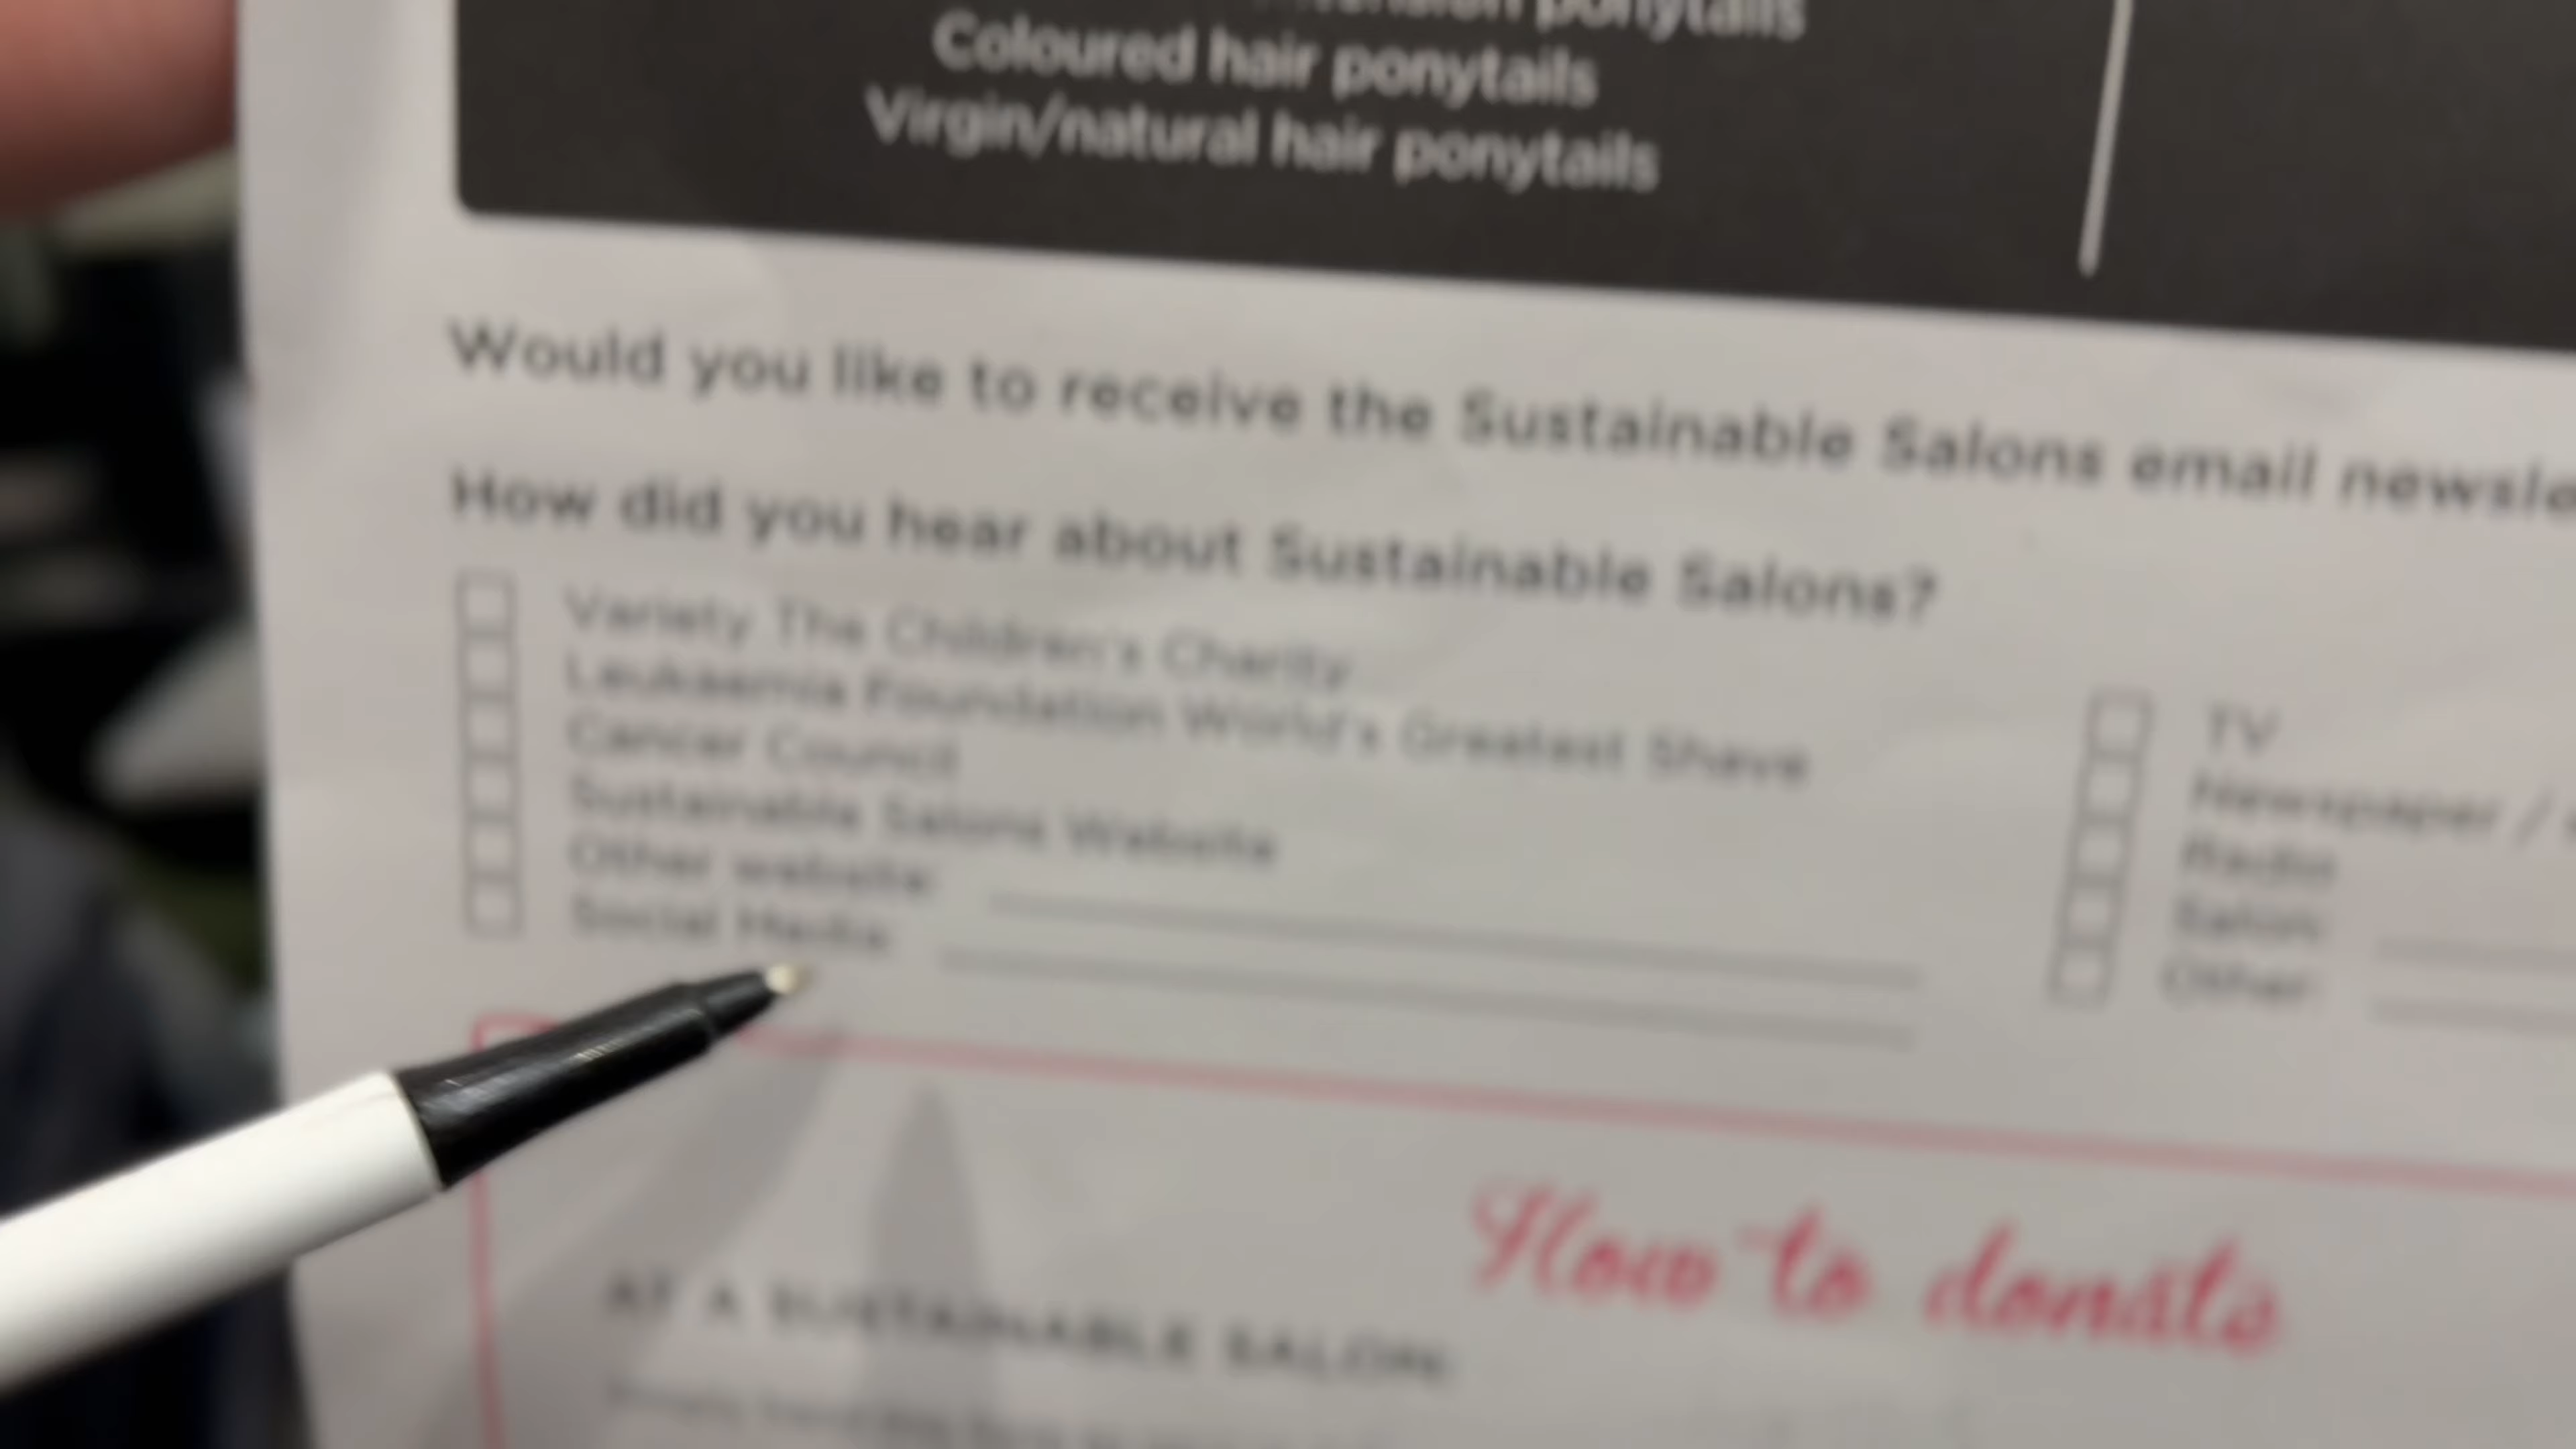 ponytails
Coloured hair ponytails
Virgin/natural hair ponytails
Would you like to receive the Sustainable Salons email
How did you hear about Sustainable Salons?
Variety The Children's Charity
Leukaemia Foundation World's Greatest Shave
Cancer Council
Sustainable Salons Website
Other website
Social Media
TV
Newspaper /
Radio
Salon
Other
How to donate
AT A SUSTAINABLE SALON: